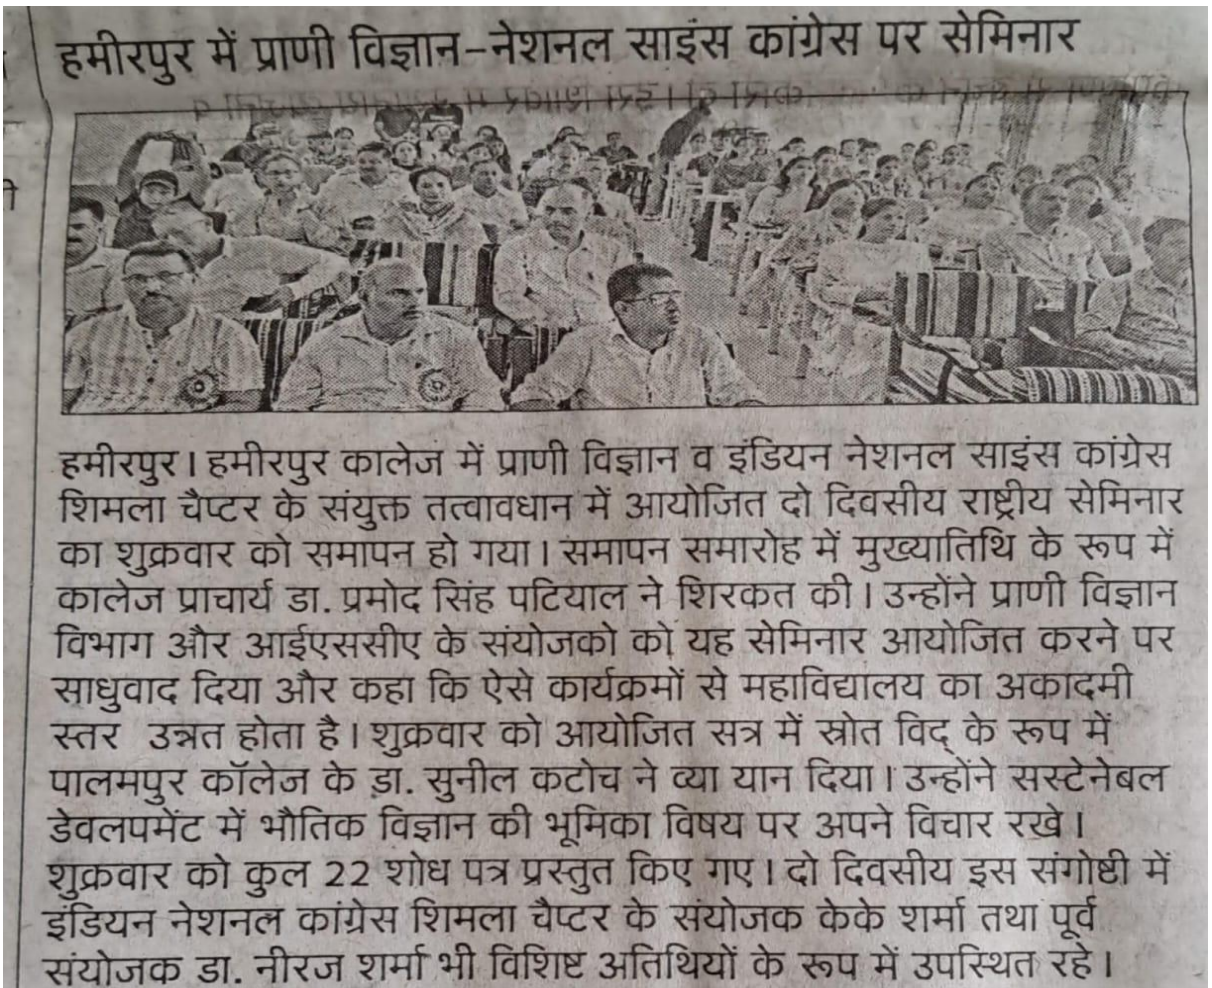 हमीरपुर में प्राणी विज्ञान-नेशनल साइंस कांग्रेस पर सेमिनार
हमीरपुर। हमीरपुर कालेज में प्राणी विज्ञान व इंडियन नेशनल साइंस कांग्रेस
शिमला चैप्टर के संयुक्त तत्वावधान में आयोजित दो दिवसीय राष्ट्रीय सेमिनार
का शुक्रवार को समापन हो गया। समापन समारोह में मुख्यातिथि के रूप में
कालेज प्राचार्य डा. प्रमोद सिंह पटियाल ने शिरकत की। उन्होंने प्राणी विज्ञान
विभाग और आईएससीए के संयोजको को यह सेमिनार आयोजित करने पर
साधुवाद दिया और कहा कि ऐसे कार्यक्रमों से महाविद्यालय का अकादमी
स्तर उन्नत होता है। शुक्रवार को आयोजित सत्र में स्रोत विद् के रूप में
पालमपुर कॉलेज के डा. सुनील कटोच ने व्या यान दिया। उन्होंने सस्टेनेबल
डेवलपमेंट में भौतिक विज्ञान की भूमिका विषय पर अपने विचार रखे।
शुक्रवार को कुल 22 शोध पत्र प्रस्तुत किए गए। दो दिवसीय इस संगोष्ठी में
इंडियन नेशनल कांग्रेस शिमला चैप्टर के संयोजक केके शर्मा तथा पूर्व
संयोजक डा. नीरज शर्मा भी विशिष्ट अतिथियों के रूप में उपस्थित रहे।